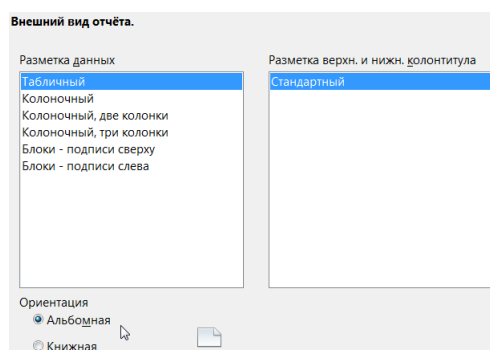 Внешний вид отчёта.
Разметка данных
Табличный
Колоночный
Колоночный, две колонки
Колоночный, три колонки
Блоки - подписи сверху
Блоки - подписи слева
Разметка верхн. и нижн. колонтитула
Стандартный
Ориентация
Альбомная
Книжная